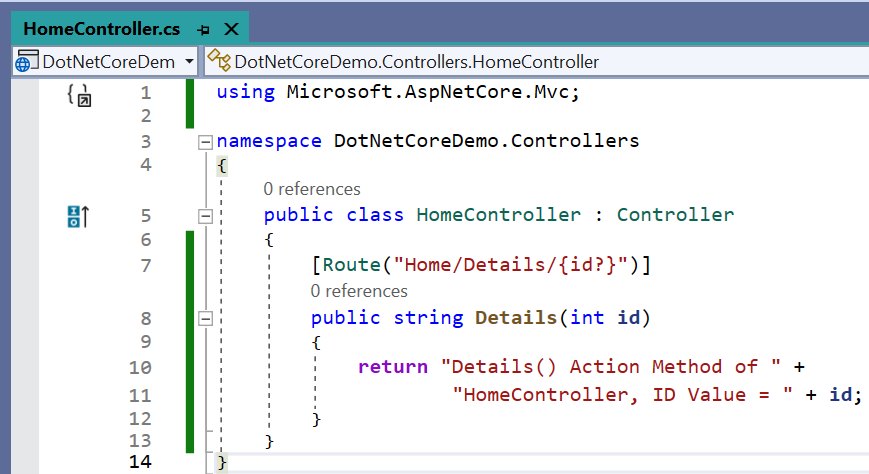 HomeController.cs
DotNetCoreDem DotNetCoreDemo.Controllers.HomeController
1 using Microsoft.AspNetCore.Mvc;
2
3 namespace DotNetCoreDemo.Controllers
4 {
0 references
5 public class HomeController : Controller
6 {
7 [Route("Home/Details/{id?}")]
0 references
8 public string Details(int id)
9 {
10 return "Details() Action Method of " +
11 "HomeController, ID Value = " + id;
12 }
13 }
14 }